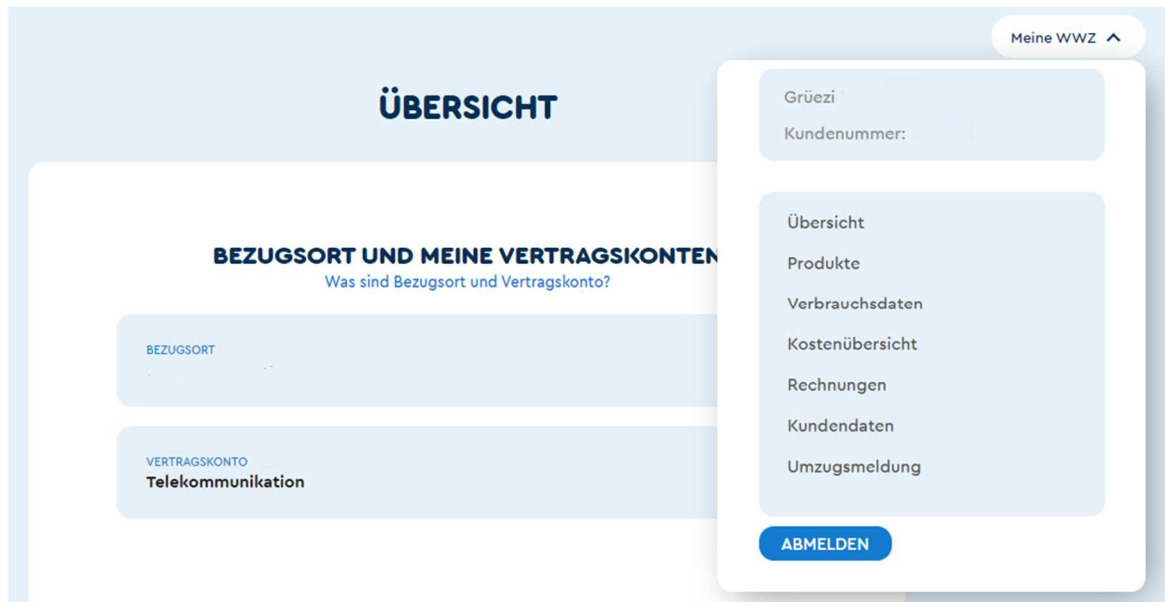 Meine WWZ
ÜBERSICHT
BEZUGSORT UND MEINE VERTRAGSKONTEN
Was sind Bezugsort und Vertragskonto?
BEZUGSORT
VERTRAGSKONTO
Telekommunikation
Grüezi
Kundenummer:
Übersicht
Produkte
Verbrauchsdaten
Kostenübersicht
Rechnungen
Kundendaten
Umzugsmeldung
ABMELDEN